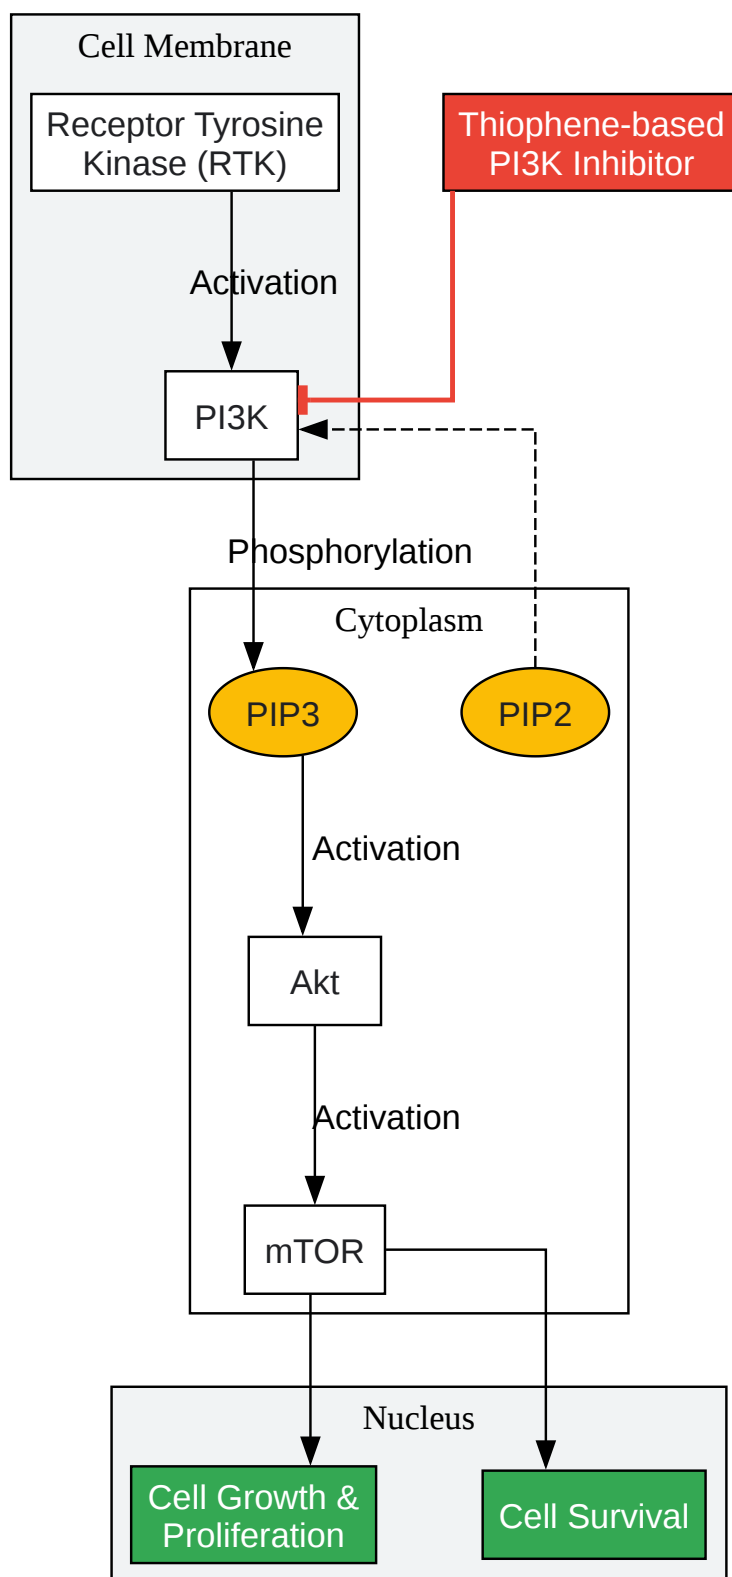 Cell Membrane
Receptor Tyrosine
Kinase (RTK)
Thiophene-based
PI3K Inhibitor
Activation
PI3K
Phosphorylation
Cytoplasm
PIP3
PIP2
Activation
Akt
Activation
mTOR
Nucleus
Cell Growth &
Proliferation
Cell Survival